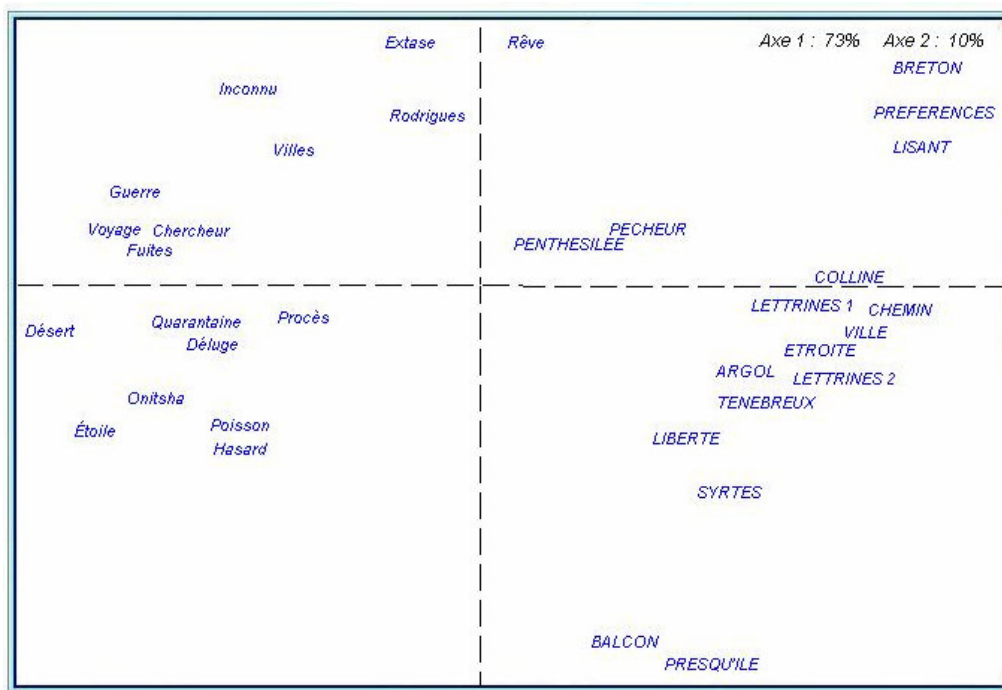 Extase Rêve Axe 1 : 73% Axe 2 : 10%
BRETON
Inconnu
Rodrigues PREFERENCES
Villes LISANT
Guerre
Voyage Chercheur PECHEUR
Fuites PENTHESILEE
COLLINE
LETTRINES 1 CHEMIN
Quarantaine Procès
Désert VILLE
Déluge ETROITE
ARGOL LETTRINES 2
Onitsha TENEBREUX
Étoile Poisson
LIBERTE
Hasard
SYRTES
BALCON
PRESQU'ILE